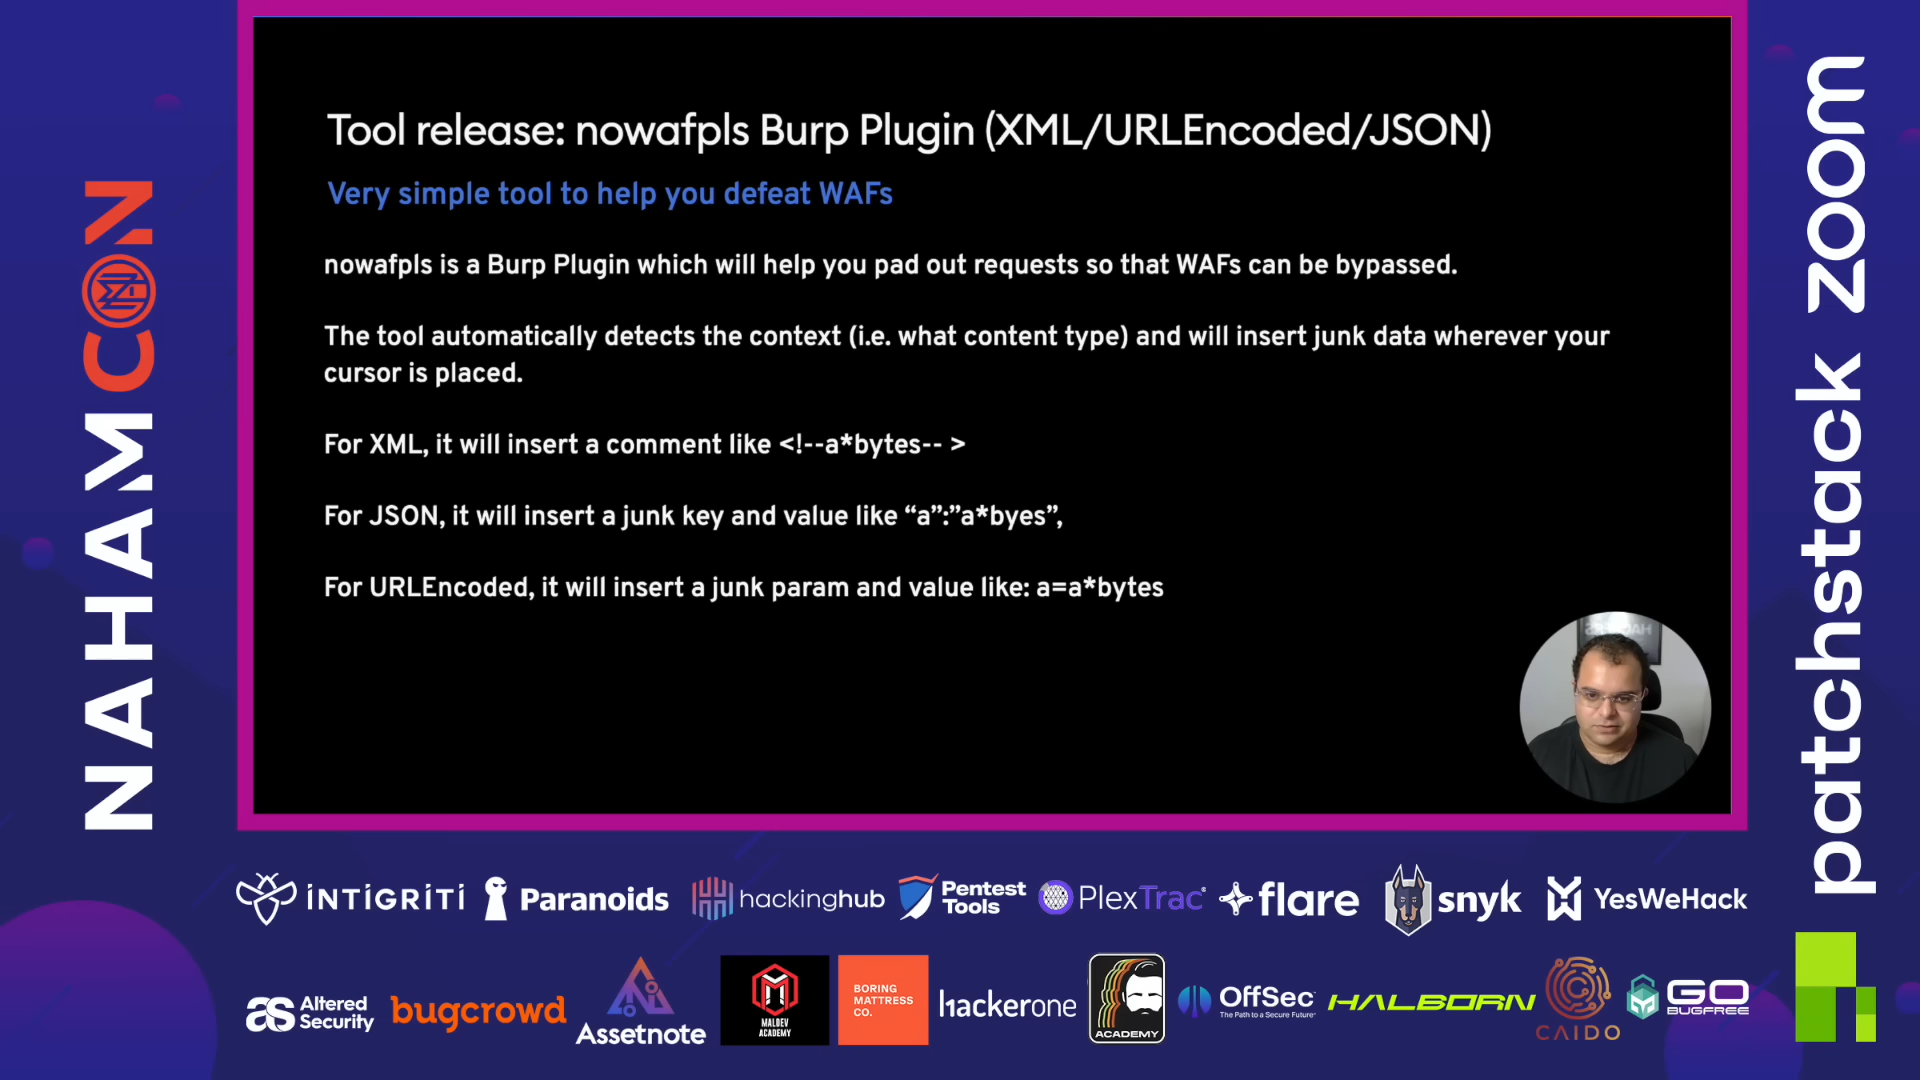 NAHAMCON
Tool release: nowafpls Burp Plugin (XML/URLEncoded/JSON)
Very simple tool to help you defeat WAFs
nowafpls is a Burp Plugin which will help you pad out requests so that WAFs can be bypassed.
The tool automatically detects the context (i.e. what content type) and will insert junk data wherever your
cursor is placed.
For XML, it will insert a comment like <!--a*bytes-- >
For JSON, it will insert a junk key and value like “a”:”a*byes”,
For URLEncoded, it will insert a junk param and value like: a=a*bytes
patchstack zoom
INTIGRITI
Paranoids
hackinghub
Pentest
Tools
PlexTrac
flare
snyk
YesWeHack
as Altered
Security
bugcrowd
Assetnote
MALDEV
ACADEMY
BORING
MATTRESS
CO.
hackerone
ACADEMY
OffSec
The Path to a Secure Future
HALBORN
CAIDO
GO
BUGFREE